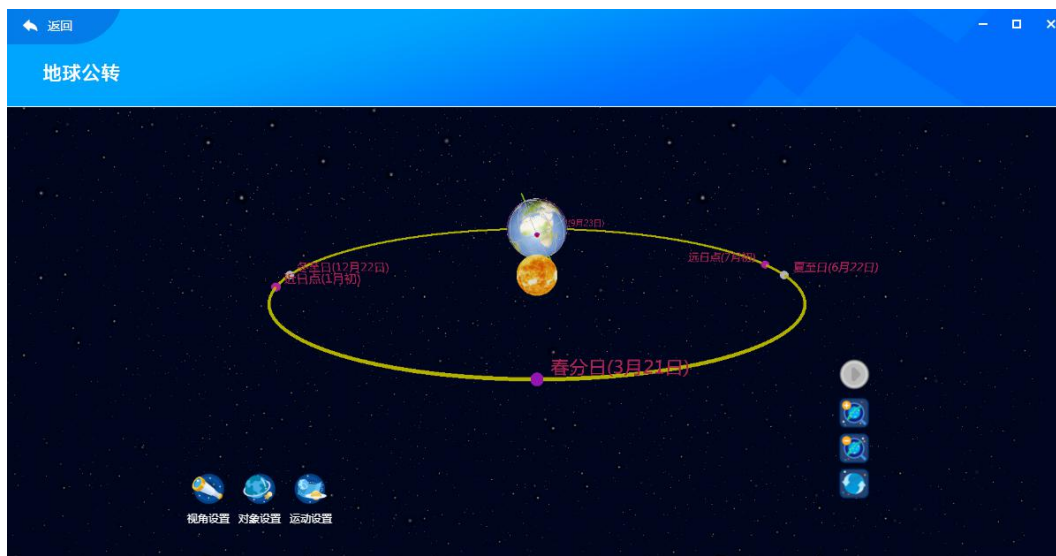 返回
地球公转
(9月23日)
冬至日(12月22日)
近日点(1月初)
远日点(7月初)
夏至日(6月22日)
春分日(3月21日)
视角设置 对象设置 运动设置